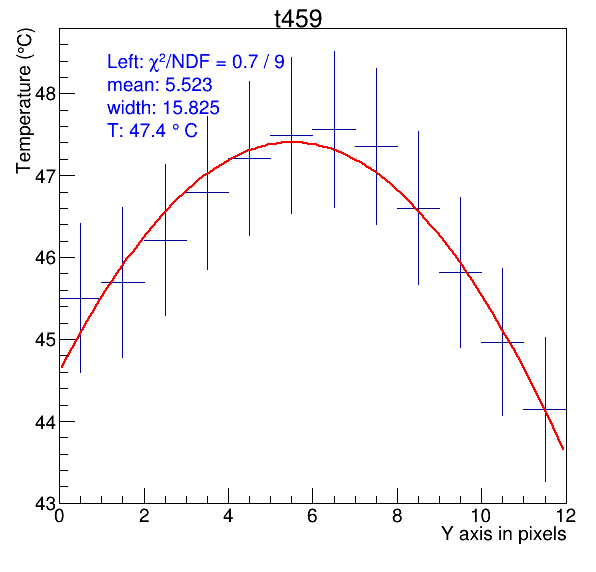 t459
Temperature (°C)
Left: χ²/NDF = 0.7 / 9
mean: 5.523
width: 15.825
T: 47.4 ° C
48
47
46
45
44
43
0 2 4 6 8 10 12
Y axis in pixels